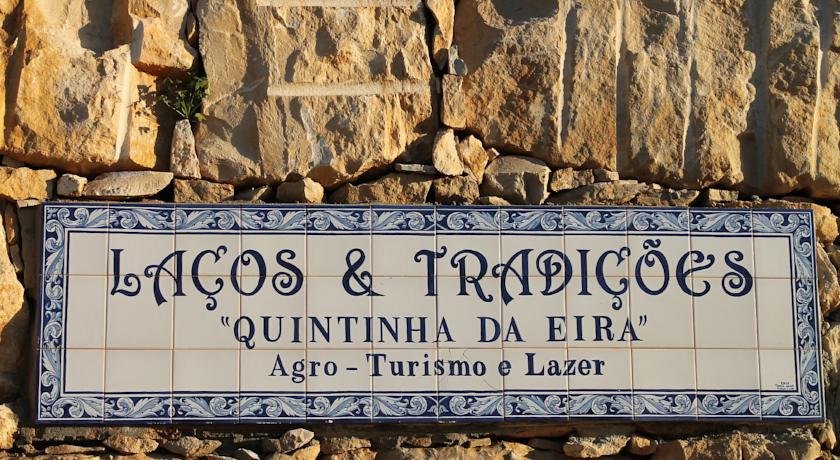 LAÇOS & TRADIÇÕES
"QUINTINHA DA EIRA"
Agro - Turismo e Lazer